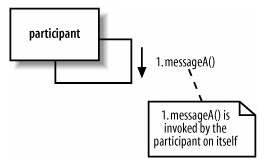 participant
1. messageA()
1. messageA() is
invoked by the
participant on itself